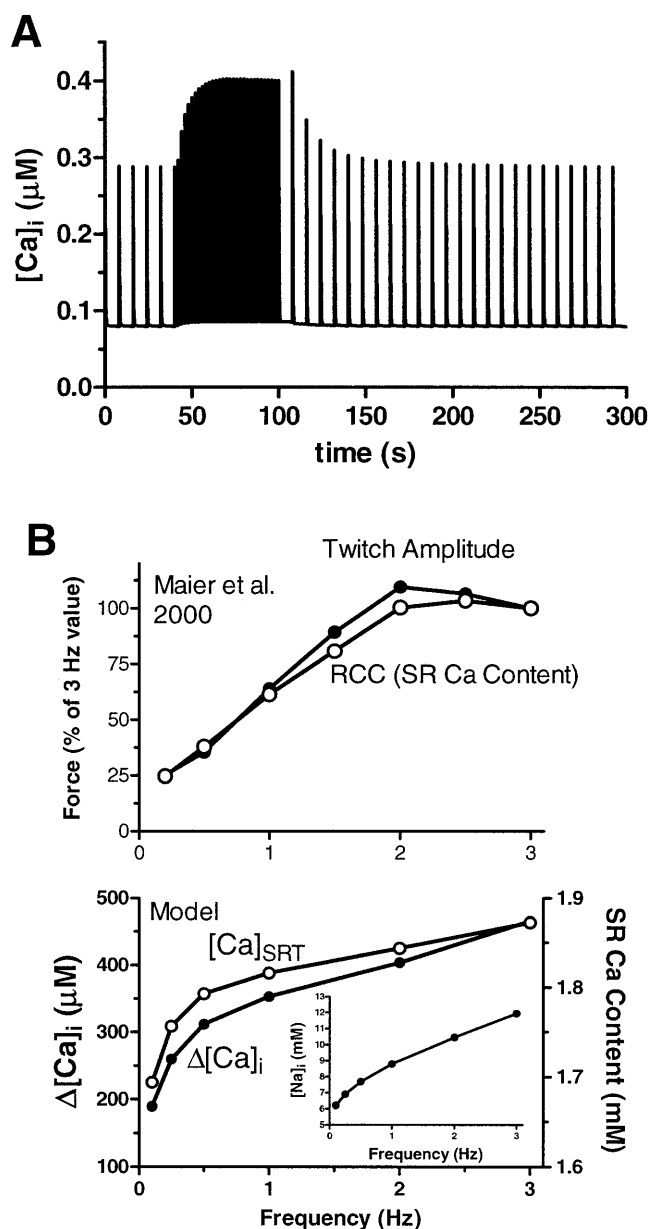 A
[Ca]i (μM)
0.4
0.3
0.2
0.1
0.0
0 50 100 150 200 250 300
time (s)
B
Twitch Amplitude
Maier et al.
2000
RCC (SR Ca Content)
Force (% of 3 Hz value)
100
75
50
25
0
0 1 2 3
Model
[Ca]SRT
Δ[Ca]i
Δ[Ca]i (μM)
500
400
300
200
100
SR Ca Content (mM)
1.9
1.8
1.7
1.6
[Na]i (mM)
13
12
11
10
9
8
7
6
5
0 1 2 3
Frequency (Hz)
0 1 2 3
Frequency (Hz)